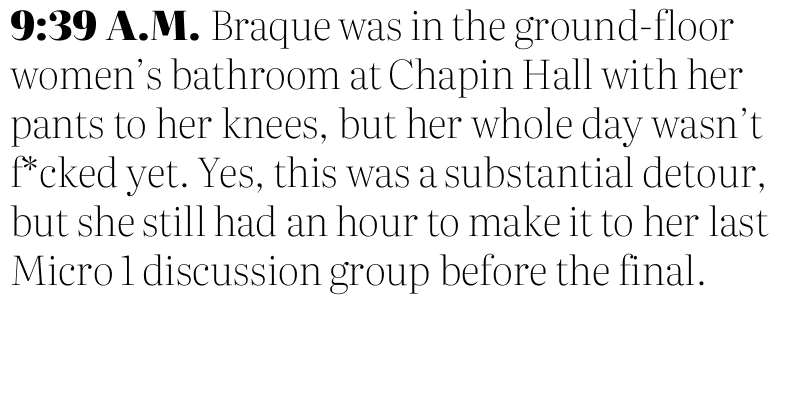 9:39 A.M. Braque was in the ground-floor
women’s bathroom at Chapin Hall with her
pants to her knees, but her whole day wasn’t
f*cked yet. Yes, this was a substantial detour,
but she still had an hour to make it to her last
Micro 1 discussion group before the final.